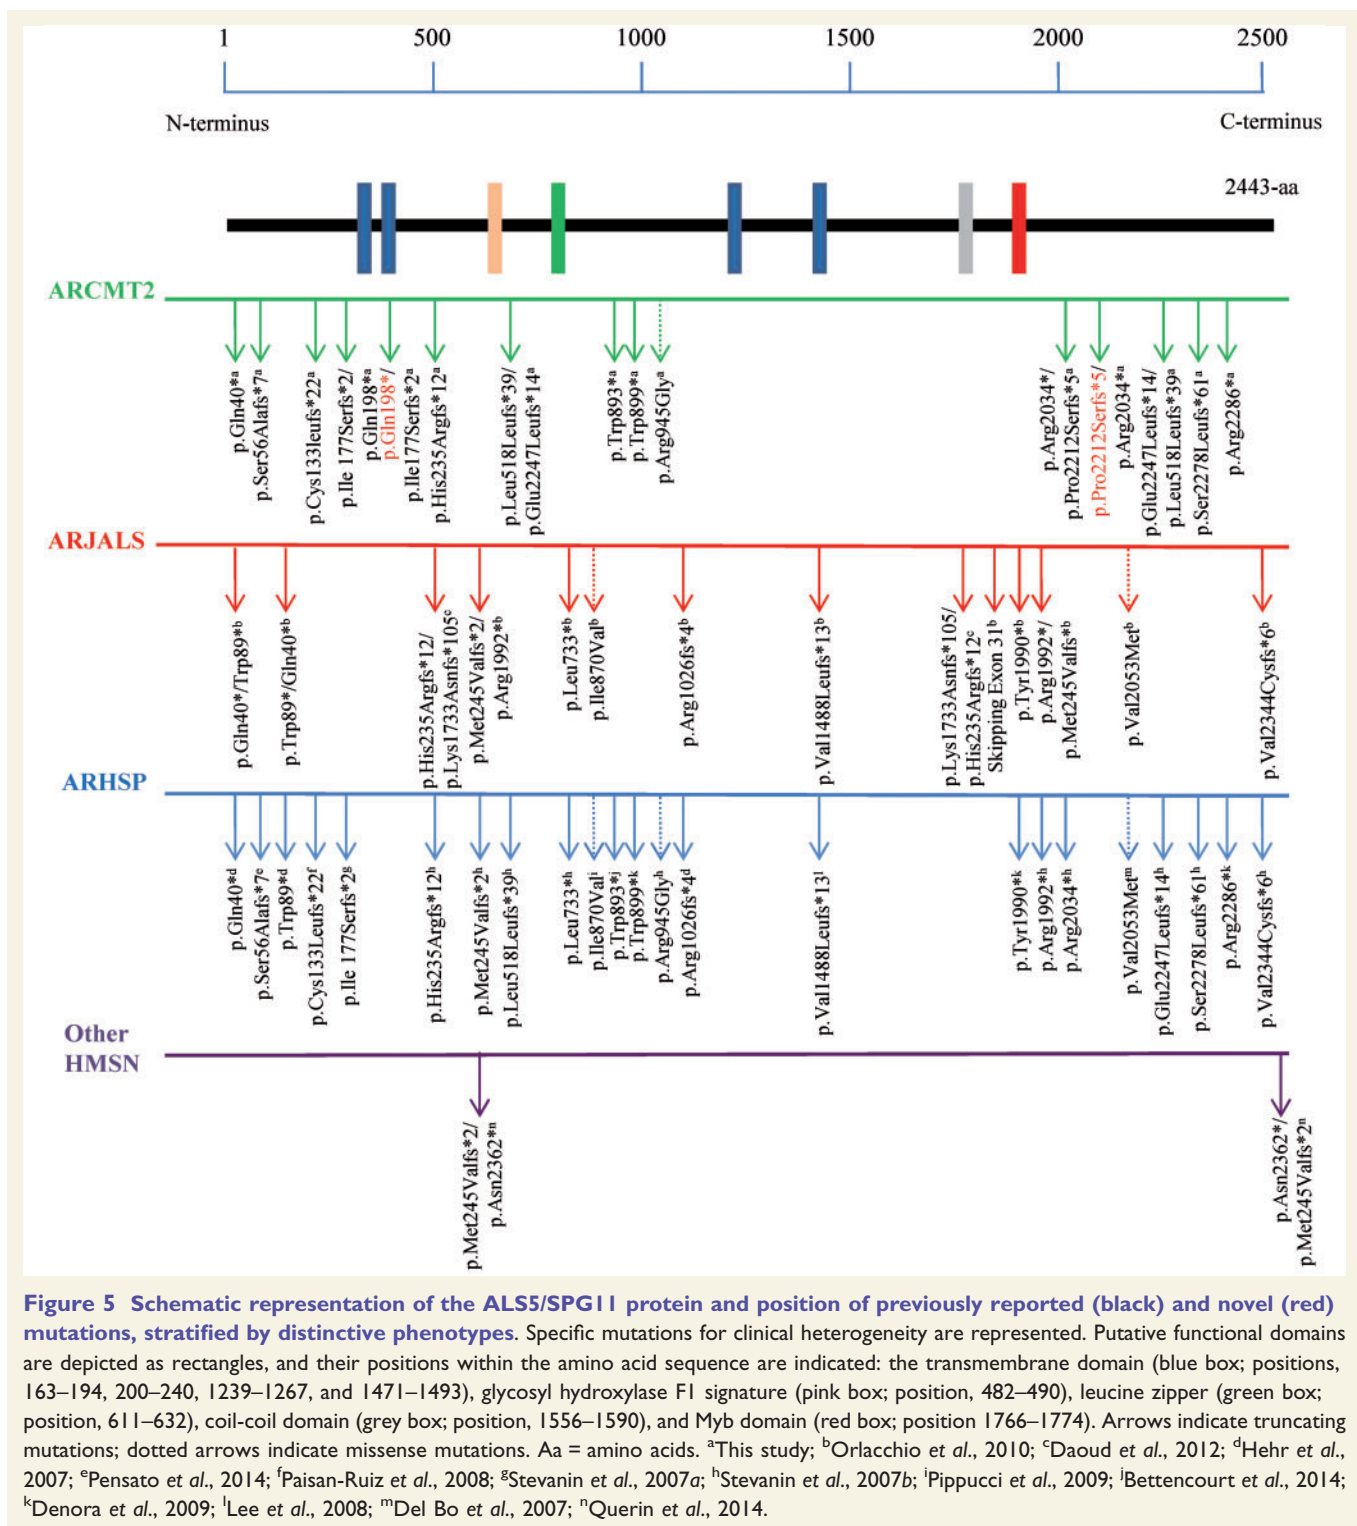 1 500 1000 1500 2000 2500
N-terminus C-terminus
2443-aa
ARCMT2
p.Gln40*ᵃ
p.Ser56Alafs*7ᵃ
p.Cys133leufs*22ᵃ
p.Ile 177Serfs*2/
p.Gln198*ᵃ
p.Gln198*/
p.Ile177Serfs*2ᵃ
p.His235Argfs*12ᵃ
p.Leu518Leufs*39/
p.Glu2247Leufs*14ᵃ
p.Trp893*ᵃ
p.Trp899*ᵃ
p.Arg945Glyᵃ
p.Arg2034*/
p.Pro2212Serfs*5ᵃ
p.Pro2212Serfs*5/
p.Arg2034*ᵃ
p.Glu2247Leufs*14/
p.Leu518Leufs*39ᵃ
p.Ser2278Leufs*61ᵃ
p.Arg2286*ᵃ
ARJALS
p.Gln40*/Trp89*ᵇ
p.Trp89*/Gln40*ᵇ
p.His235Argfs*12/
p.Lys1733Asnfs*105ᶜ
p.Met245Valfs*2/
p.Arg1992*ᵇ
p.Leu733*ᵇ
p.Ile870Valᵇ
p.Arg1026fs*4ᵇ
p.Val1488Leufs*13ᵇ
p.Lys1733Asnfs*105/
p.His235Argfs*12ᶜ
Skipping Exon 31ᵇ
p.Tyr1990*ᵇ
p.Arg1992*/
p.Met245Valfs*ᵇ
p.Val2053Metᵇ
p.Val2344Cysfs*6ᵇ
ARHSP
p.Gln40*ᵈ
p.Ser56Alafs*7ᵉ
p.Trp89*ᵈ
p.Cys133Leufs*22ᶠ
p.Ile 177Serfs*2ᵍ
p.His235Argfs*12ʰ
p.Met245Valfs*2ʰ
p.Leu518Leufs*39ʰ
p.Leu733*ʰ
p.Ile870Valⁱ
p.Trp893*ʲ
p.Trp899*ᵏ
p.Arg945Glyʰ
p.Arg1026fs*4ᵈ
p.Val1488Leufs*13ˡ
p.Tyr1990*ᵏ
p.Arg1992*ʰ
p.Arg2034*ʰ
p.Val2053Metᵐ
p.Glu2247Leufs*14ʰ
p.Ser2278Leufs*61ʰ
p.Arg2286*ᵏ
p.Val2344Cysfs*6ʰ
Other
HMSN
p.Met245Valfs*2/
p.Asn2362*ⁿ
p.Asn2362*/
p.Met245Valfs*2ⁿ
Figure 5 Schematic representation of the ALS5/SPG11 protein and position of previously reported (black) and novel (red)
mutations, stratified by distinctive phenotypes. Specific mutations for clinical heterogeneity are represented. Putative functional domains
are depicted as rectangles, and their positions within the amino acid sequence are indicated: the transmembrane domain (blue box; positions,
163–194, 200–240, 1239–1267, and 1471–1493), glycosyl hydroxylase F1 signature (pink box; position, 482–490), leucine zipper (green box;
position, 611–632), coil-coil domain (grey box; position, 1556–1590), and Myb domain (red box; position 1766–1774). Arrows indicate truncating
mutations; dotted arrows indicate missense mutations. Aa = amino acids. ᵃThis study; ᵇOrlacchio et al., 2010; ᶜDaoud et al., 2012; ᵈHehr et al.,
2007; ᵉPensato et al., 2014; ᶠPaisan-Ruiz et al., 2008; ᵍStevanin et al., 2007a; ʰStevanin et al., 2007b; ⁱPippucci et al., 2009; ʲBettencourt et al., 2014;
ᵏDenora et al., 2009; ˡLee et al., 2008; ᵐDel Bo et al., 2007; ⁿQuerin et al., 2014.